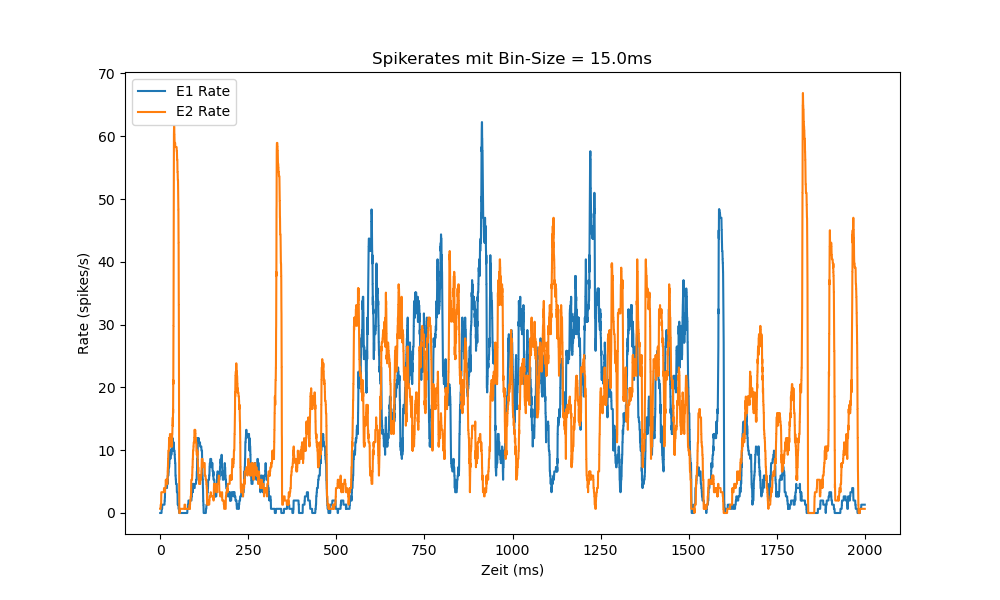 Spikerates mit Bin-Size = 15.0ms
E1 Rate
E2 Rate
Rate (spikes/s)
70
60
50
40
30
20
10
0
0 250 500 750 1000 1250 1500 1750 2000
Zeit (ms)